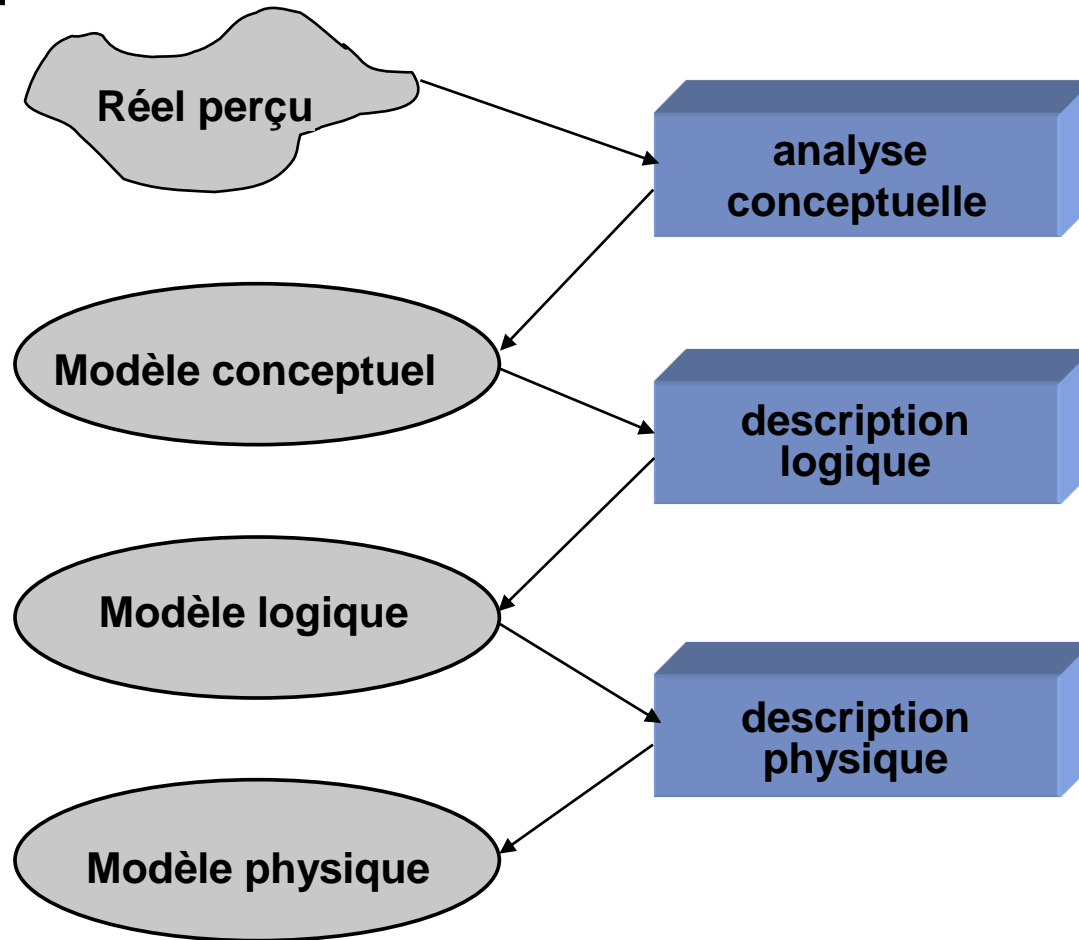 Réel perçu
analyse
conceptuelle
Modèle conceptuel
description
logique
Modèle logique
description
physique
Modèle physique